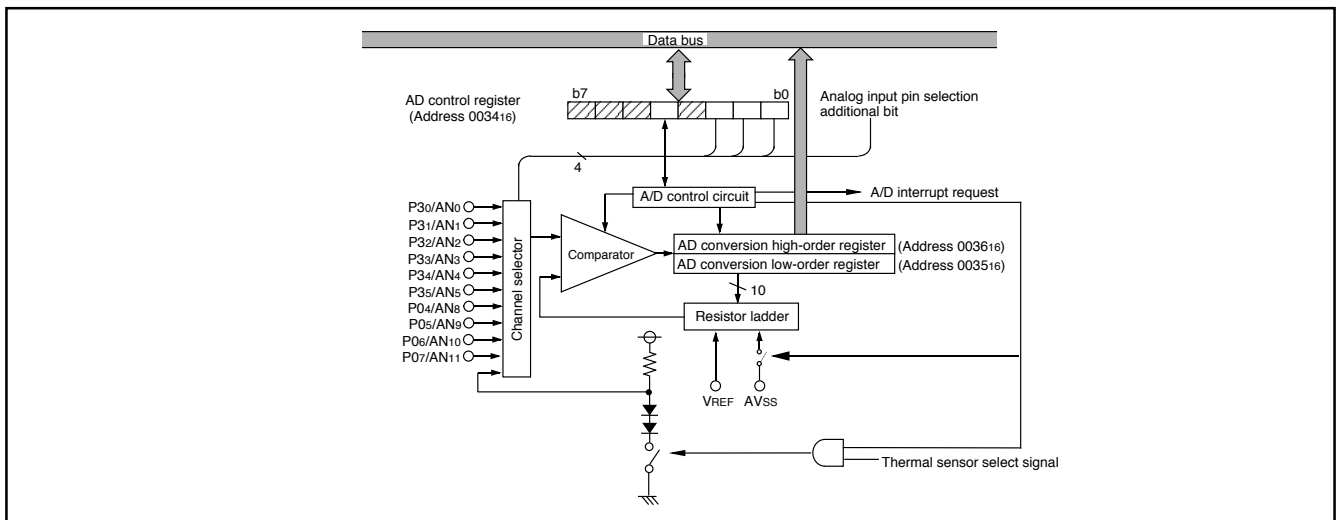 Data bus
AD control register
(Address 003416)
b7
b0
Analog input pin selection
additional bit
4
A/D control circuit
A/D interrupt request
P30/AN0
P31/AN1
P32/AN2
P33/AN3
P34/AN4
P35/AN5
P04/AN8
P05/AN9
P06/AN10
P07/AN11
Channel selector
Comparator
AD conversion high-order register
(Address 003616)
AD conversion low-order register
(Address 003516)
10
Resistor ladder
VREF
AVSS
Thermal sensor select signal